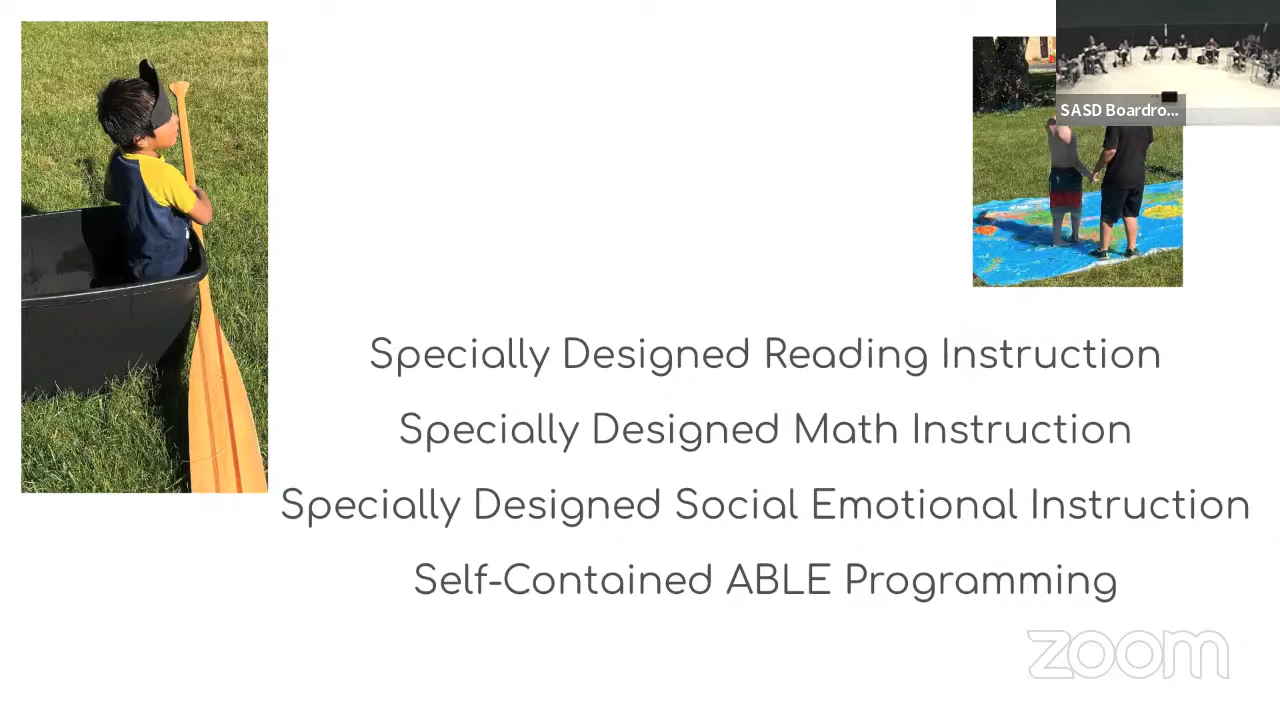 SASD Boardro...
Specially Designed Reading Instruction
Specially Designed Math Instruction
Specially Designed Social Emotional Instruction
Self-Contained ABLE Programming
zoom